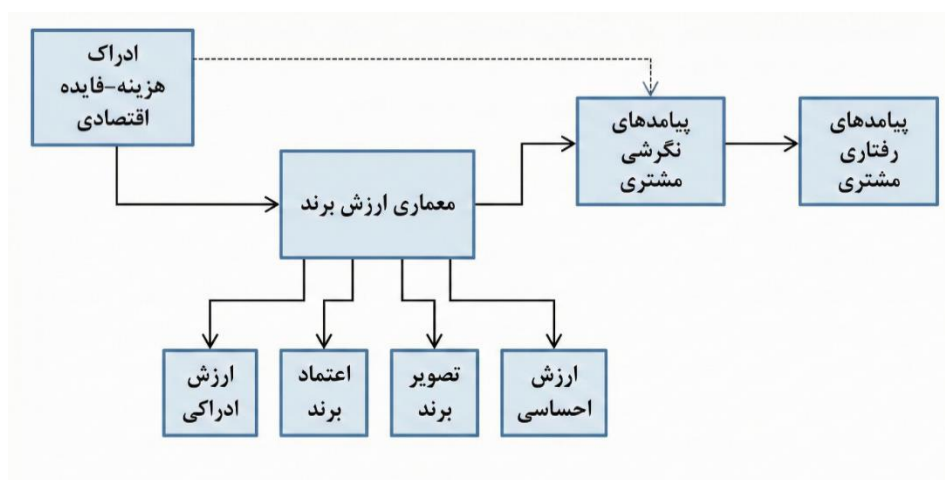 ادراک
هزینه-فایده
اقتصادی
پیامدهای
نگرشی
مشتری
پیامدهای
رفتاری
مشتری
معماری ارزش برند
ارزش
احساسی
تصویر
برند
اعتماد
برند
ارزش
ادراکی